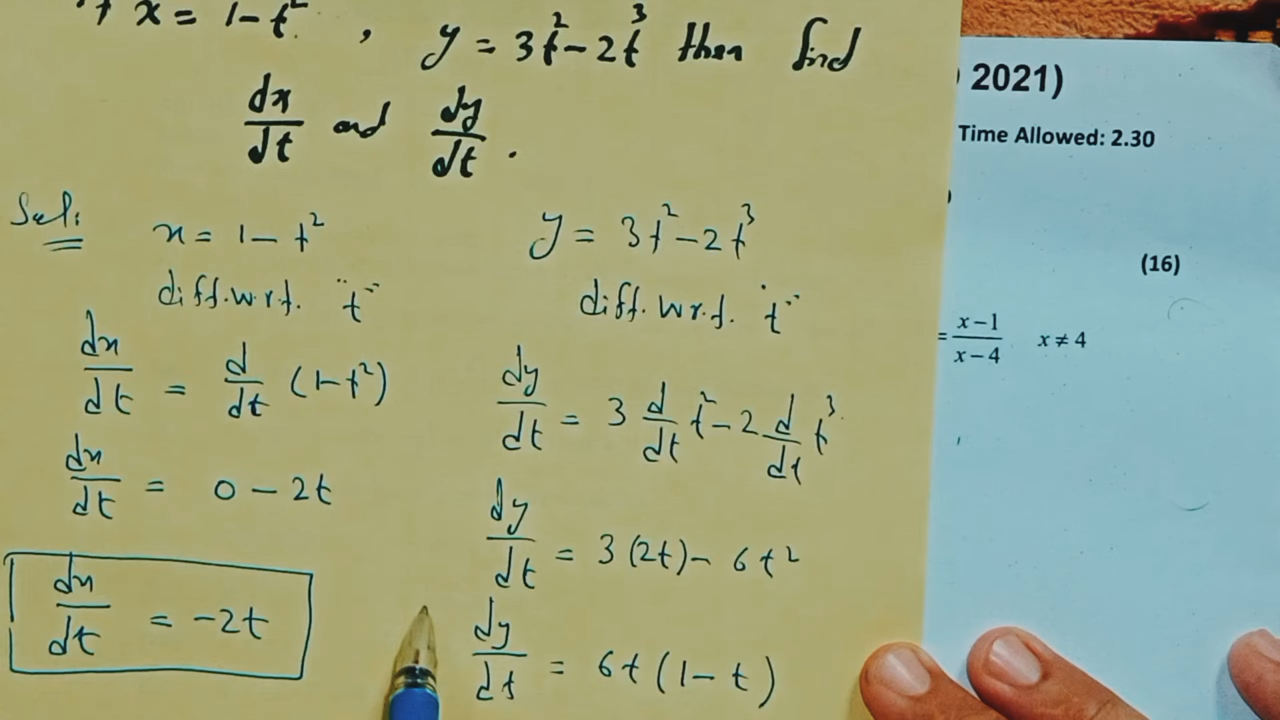 x = 1 - t², y = 3t² - 2t³ then find
dx/dt and dy/dt.
Sol:
x = 1 - t²
diff. w.r.t. "t"
dx/dt = d/dt (1 - t²)
dx/dt = 0 - 2t
dx/dt = -2t
y = 3t² - 2t³
diff. w.r.t. "t"
dy/dt = 3 d/dt t² - 2 d/dt t³
dy/dt = 3(2t) - 6t²
dy/dt = 6t(1 - t)
2021)
Time Allowed: 2.30
(16)
= x-1/x-4 x ≠ 4